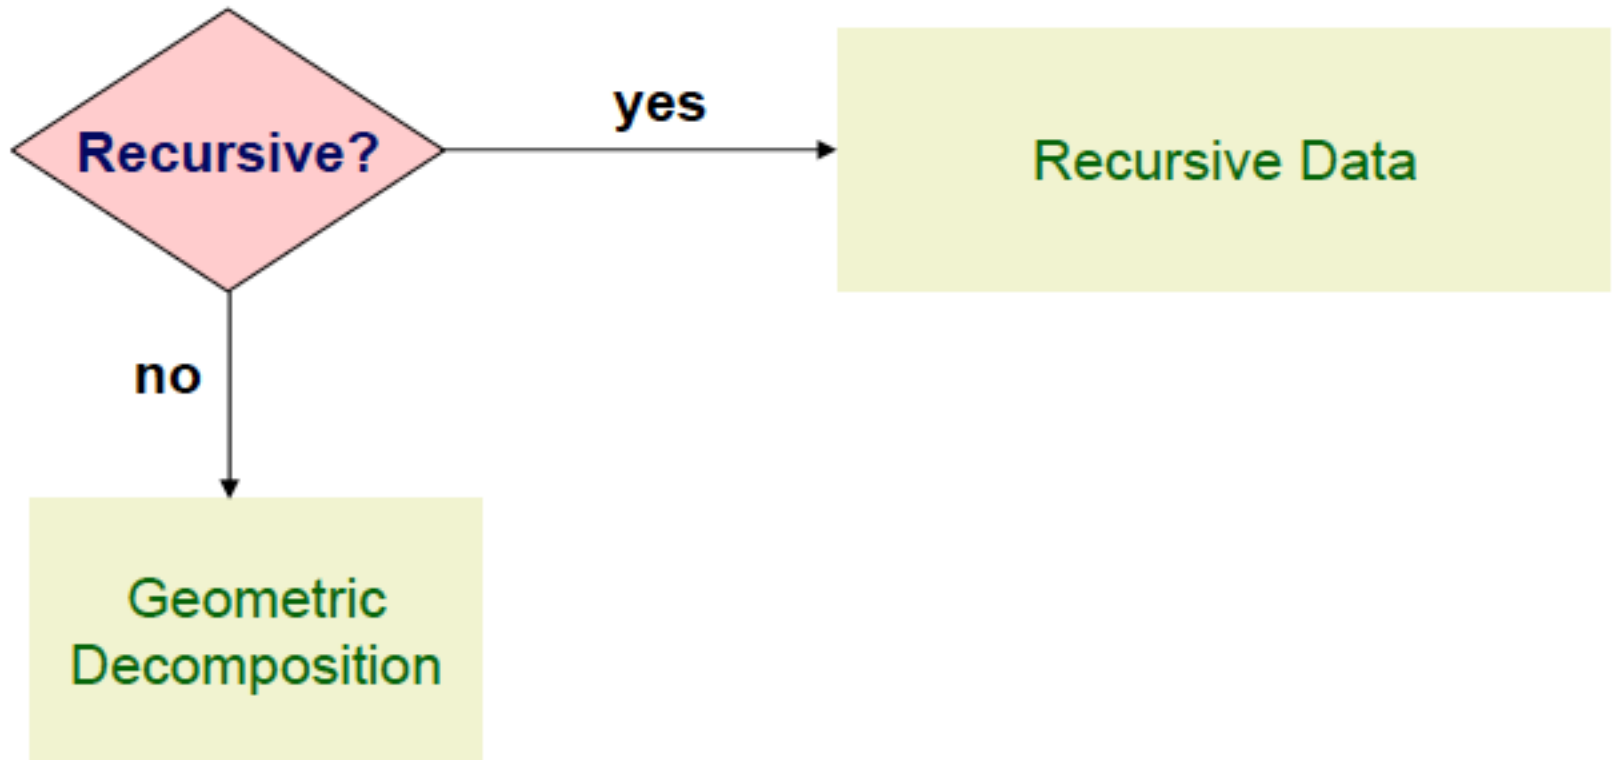 Recursive?
yes
Recursive Data
no
Geometric
Decomposition